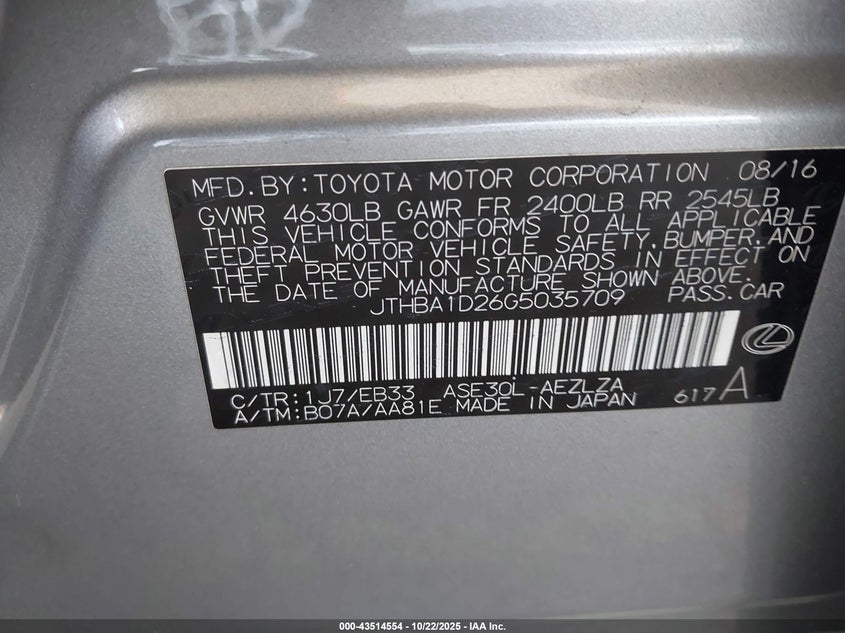 MFD. BY: TOYOTA MOTOR CORPORATION 08/16
GVWR 4630LB GAWR FR 2400LB RR 2545LB
THIS VEHICLE CONFORMS TO ALL APPLICABLE
FEDERAL MOTOR VEHICLE SAFETY, BUMPER, AND
THEFT PREVENTION STANDARDS IN EFFECT ON
THE DATE OF MANUFACTURE SHOWN ABOVE.
JTHBA1D26G5035709 PASS. CAR
C/TR: 1J7/EB33 ASE30L-AEZLZA
A/TM: B07A/AA81E MADE IN JAPAN 617A
000-43514554 | 10/22/2025 - IAA Inc.